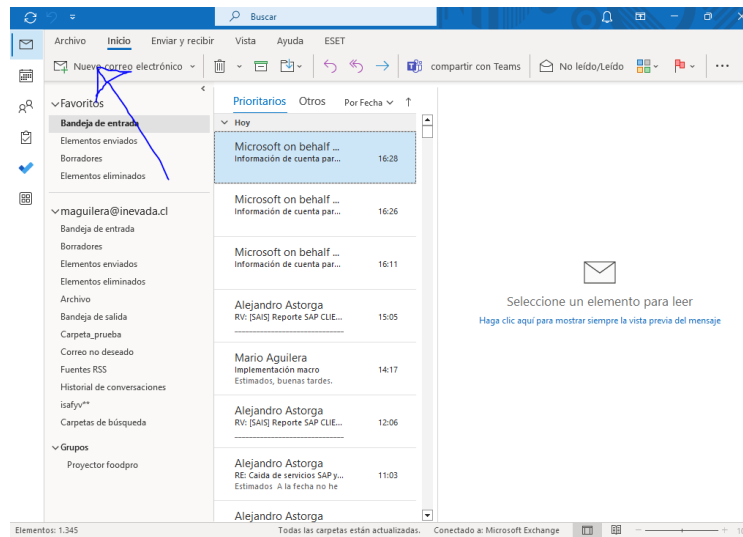 Buscar
Archivo Inicio Enviar y recibir Vista Ayuda ESET
Nuevo correo electrónico compartir con Teams No leído/Leído
Favoritos
Bandeja de entrada
Elementos enviados
Borradores
Elementos eliminados
maguilera@inevada.cl
Bandeja de entrada
Borradores
Elementos enviados
Elementos eliminados
Archivo
Bandeja de salida
Carpeta_prueba
Correo no deseado
Fuentes RSS
Historial de conversaciones
isafyv**
Carpetas de búsqueda
Grupos
Proyector foodpro
Prioritarios Otros Por Fecha
Hoy
Microsoft on behalf ...
Información de cuenta par... 16:28
Microsoft on behalf ...
Información de cuenta par... 16:26
Microsoft on behalf ...
Información de cuenta par... 16:11
Alejandro Astorga
RV: [SAIS] Reporte SAP CLIE... 15:05
Mario Aguilera
Implementación macro 14:17
Estimados, buenas tardes.
Alejandro Astorga
RV: [SAIS] Reporte SAP CLIE... 12:06
Alejandro Astorga
RE: Caida de servicios SAP y... 11:03
Estimados A la fecha no he
Alejandro Astorga
Seleccione un elemento para leer
Haga clic aquí para mostrar siempre la vista previa del mensaje
Elementos: 1.345 Todas las carpetas están actualizadas. Conectado a: Microsoft Exchange